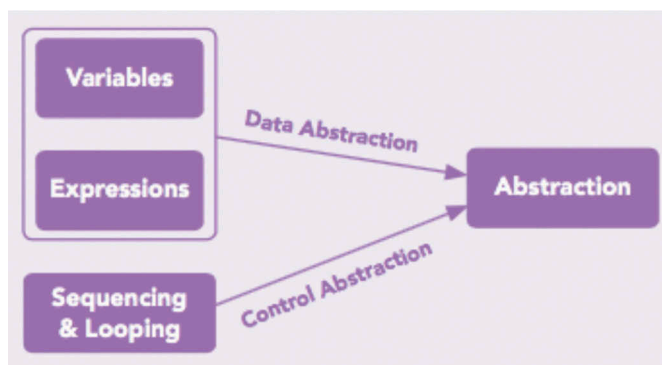 Variables
Data Abstraction
Expressions
Abstraction
Sequencing
& Looping
Control Abstraction